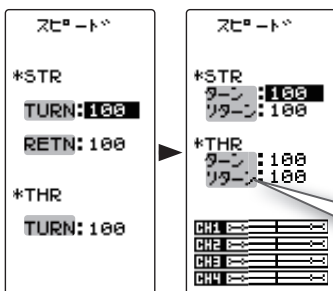 スピード
*STR
TURN:100
RETN:100
*THR
TURN:100
スピード
*STR
ターン:100
リターン:100
*THR
ターン:100
リターン:100
CH1
CH2
CH3
CH4